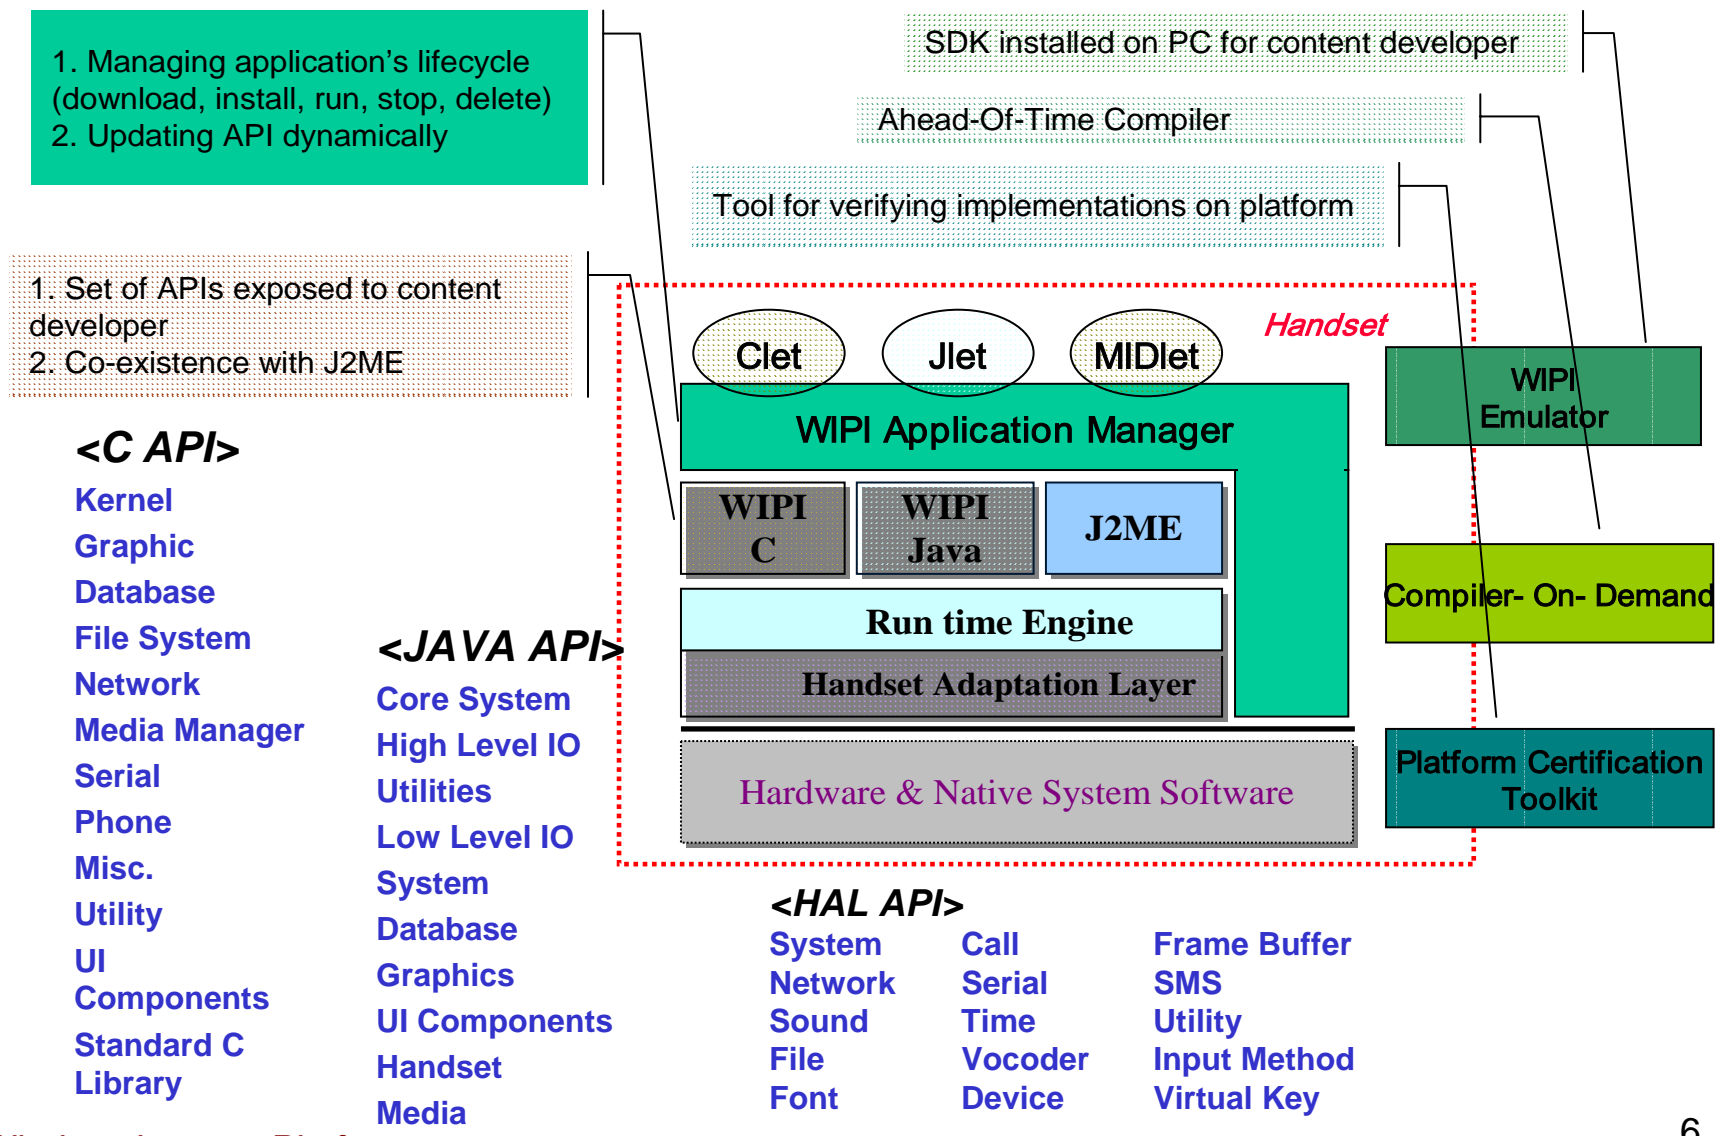 1. Managing application's lifecycle
(download, install, run, stop, delete)
2. Updating API dynamically
SDK installed on PC for content developer
Ahead-Of-Time Compiler
Tool for verifying implementations on platform
1. Set of APIs exposed to content
developer
2. Co-existence with J2ME
Handset
Clet
Jlet
MIDlet
WIPI Application Manager
WIPI
C
WIPI
Java
J2ME
Run time Engine
Handset Adaptation Layer
Hardware & Native System Software
WIPI
Emulator
Compiler- On- Demand
Platform Certification
Toolkit
<C API>
Kernel
Graphic
Database
File System
Network
Media Manager
Serial
Phone
Misc.
Utility
UI
Components
Standard C
Library
<JAVA API>
Core System
High Level IO
Utilities
Low Level IO
System
Database
Graphics
UI Components
Handset
Media
<HAL API>
System
Network
Sound
File
Font
Call
Serial
Time
Vocoder
Device
Frame Buffer
SMS
Utility
Input Method
Virtual Key
6